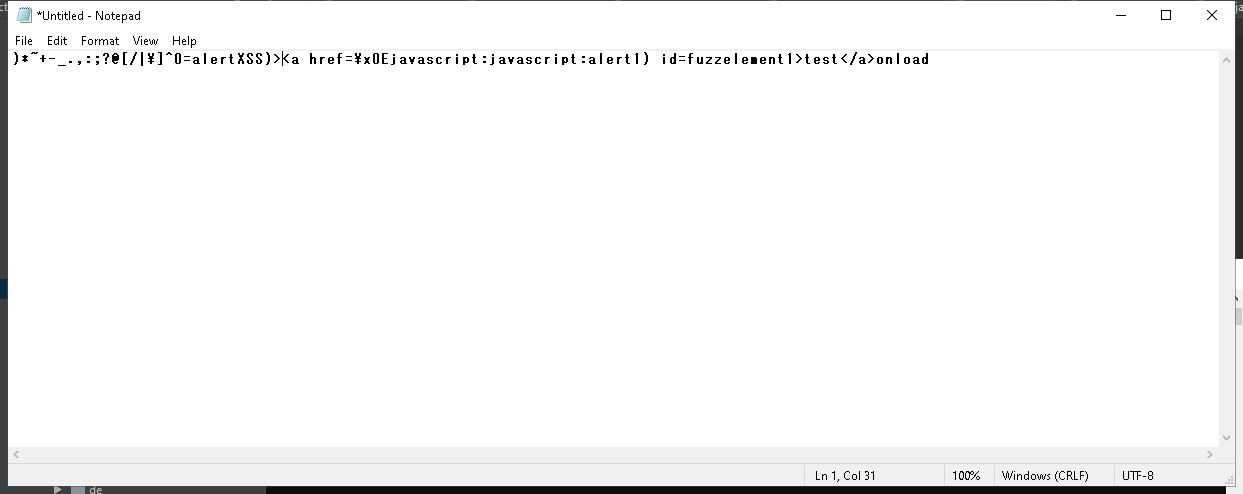 *Untitled - Notepad
File Edit Format View Help
)*~+-_.,:;?@[/|¥]^0=alertXSS)><a href=¥x0Ejavascript:javascript:alert1) id=fuzzelement1>test</a>onload
Ln 1, Col 31 100% Windows (CRLF) UTF-8
de